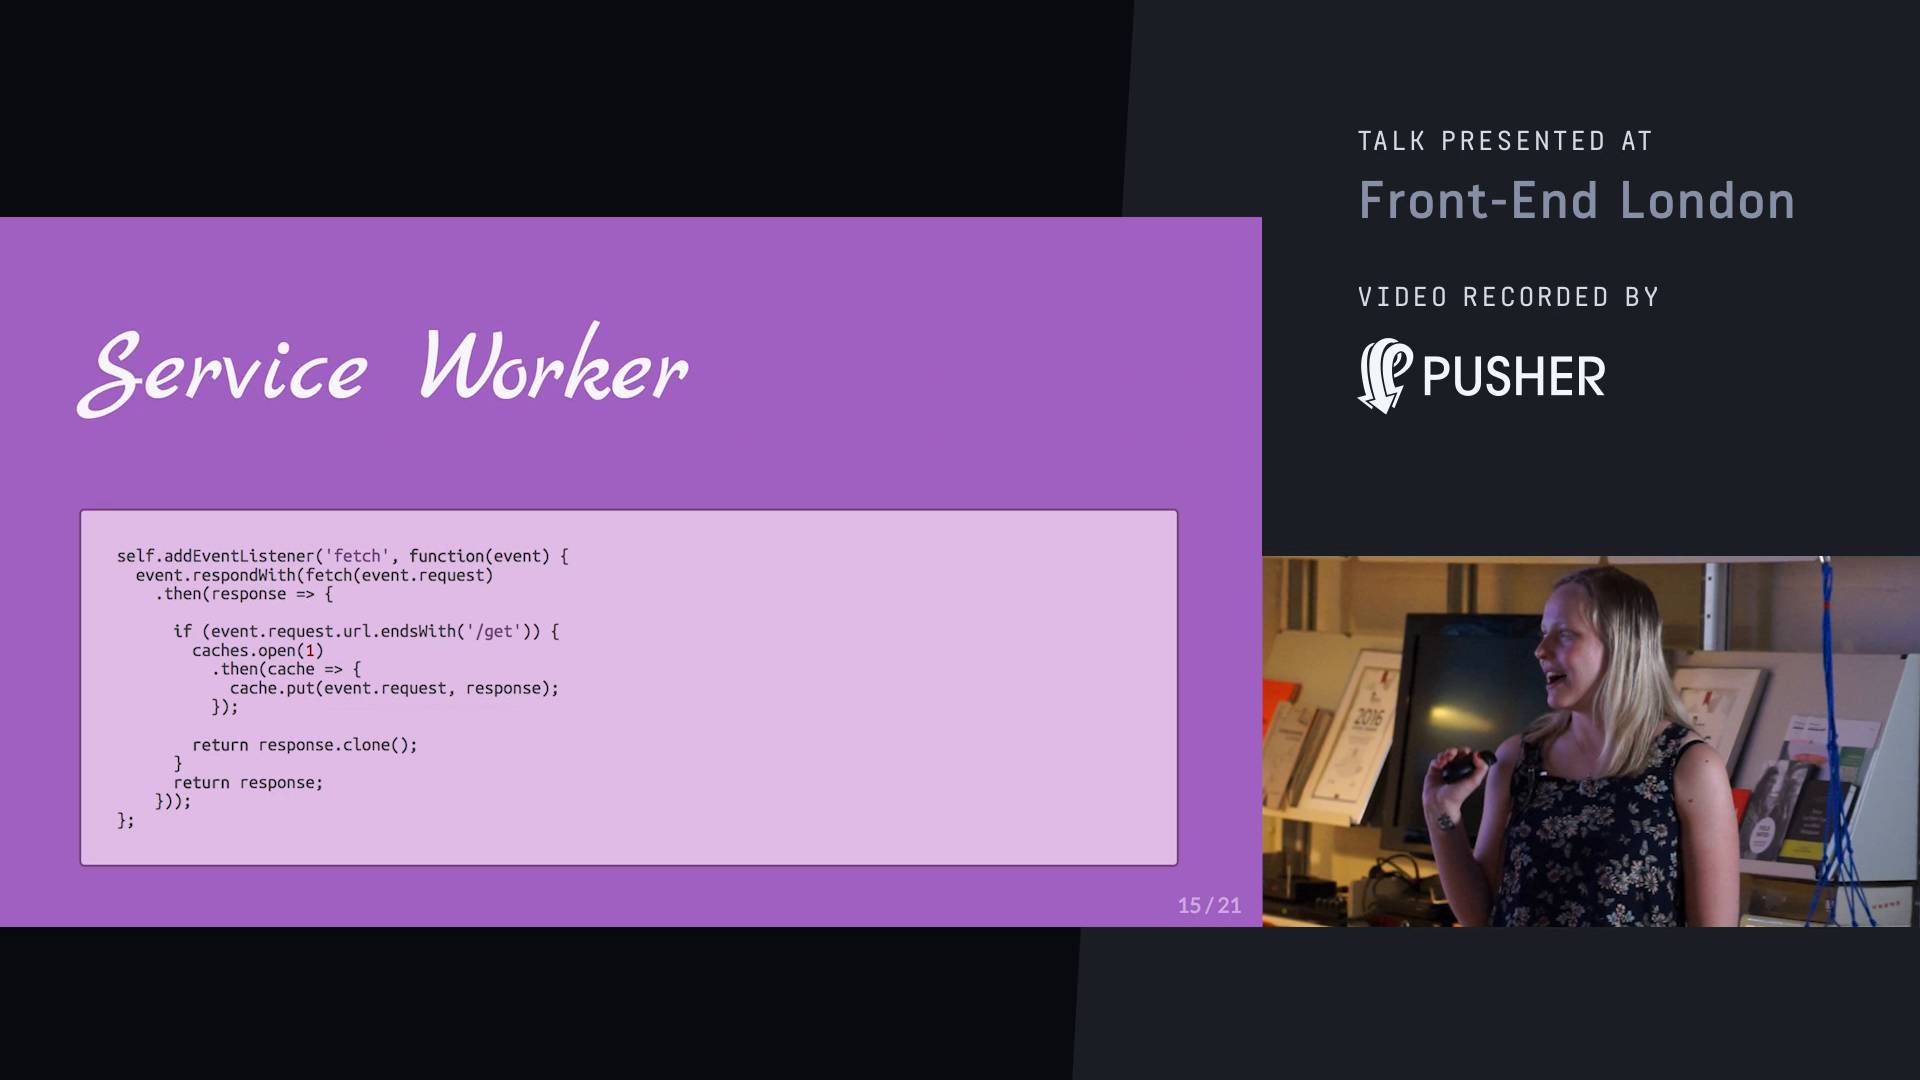 TALK PRESENTED AT
Front-End London
VIDEO RECORDED BY
PUSHER
Service Worker
self.addEventListener('fetch', function(event) {
  event.respondWith(fetch(event.request)
    .then(response => {
      if (event.request.url.endsWith('/get')) {
        caches.open(1)
          .then(cache => {
            cache.put(event.request, response);
          });
        return response.clone();
      }
      return response;
    }));
};
15/21
2016